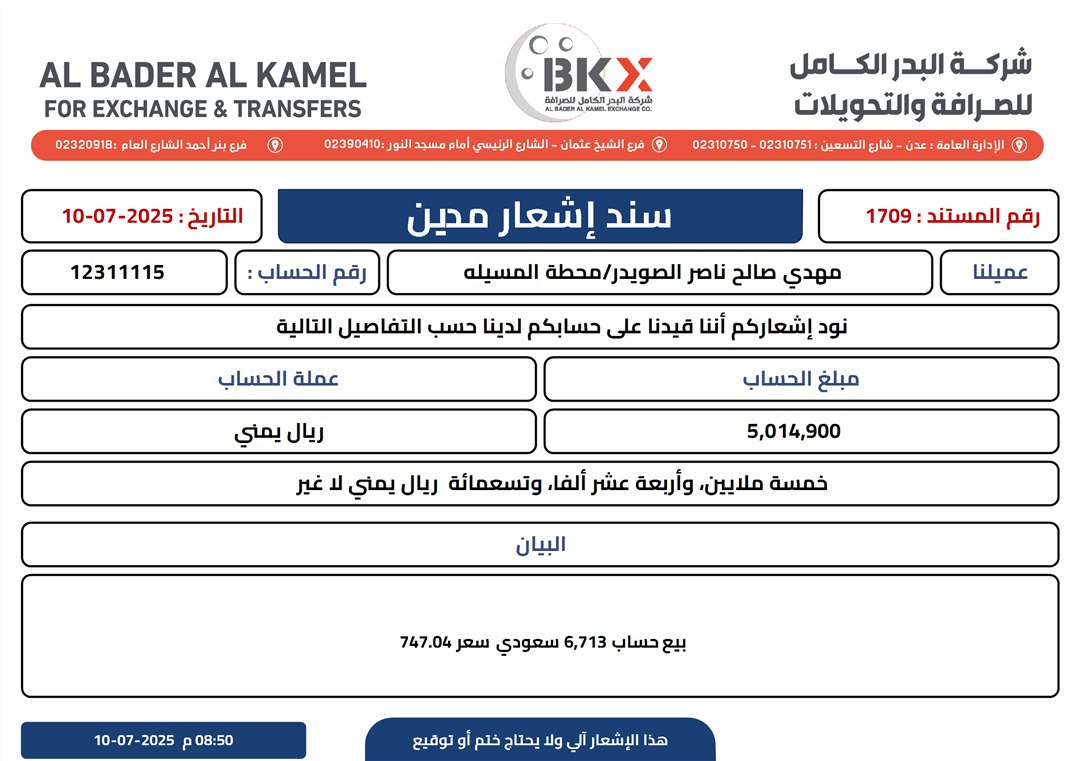 شركة البدر الكامل
للصرافة والتحويلات
BKX
شركة البدر الكامل للصرافة
AL BADER AL KAMEL EXCHANGE CO.
AL BADER AL KAMEL
FOR EXCHANGE & TRANSFERS
الإدارة العامة : عدن - شارع التسعين : 02310751 - 02310750
فرع الشيخ عثمان - الشارع الرئيسي أمام مسجد النور : 02390410
فرع بئر أحمد الشارع العام : 02320918
رقم المستند : 1709
سند إشعار مدين
التاريخ : 10-07-2025
عميلنا
مهدي صالح ناصر الصويدر/محطة المسيله
رقم الحساب :
12311115
نود إشعاركم أننا قيدنا على حسابكم لدينا حسب التفاصيل التالية
مبلغ الحساب
عملة الحساب
5,014,900
ريال يمني
خمسة ملايين، وأربعة عشر ألفا، وتسعمائة ريال يمني لا غير
البيان
بيع حساب 6,713 سعودي سعر 747.04
هذا الإشعار آلي ولا يحتاج ختم أو توقيع
08:50 م 10-07-2025